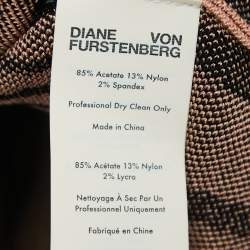 DIANE VON
FURSTENBERG
85% Acetate 13% Nylon
2% Spandex
Professional Dry Clean Only
Made in China
85% Acétate 13% Nylon
2% Lycra
Nettoyage À Sec Par Un
Professionnel Uniquement
Fabriqué en Chine